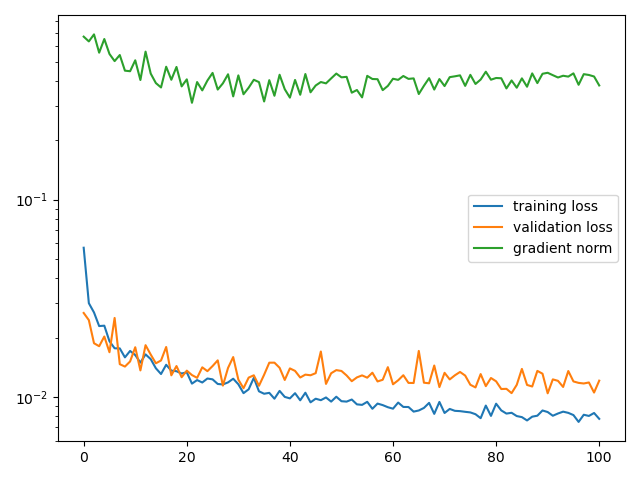 10⁻¹
10⁻²
training loss
validation loss
gradient norm
0 20 40 60 80 100